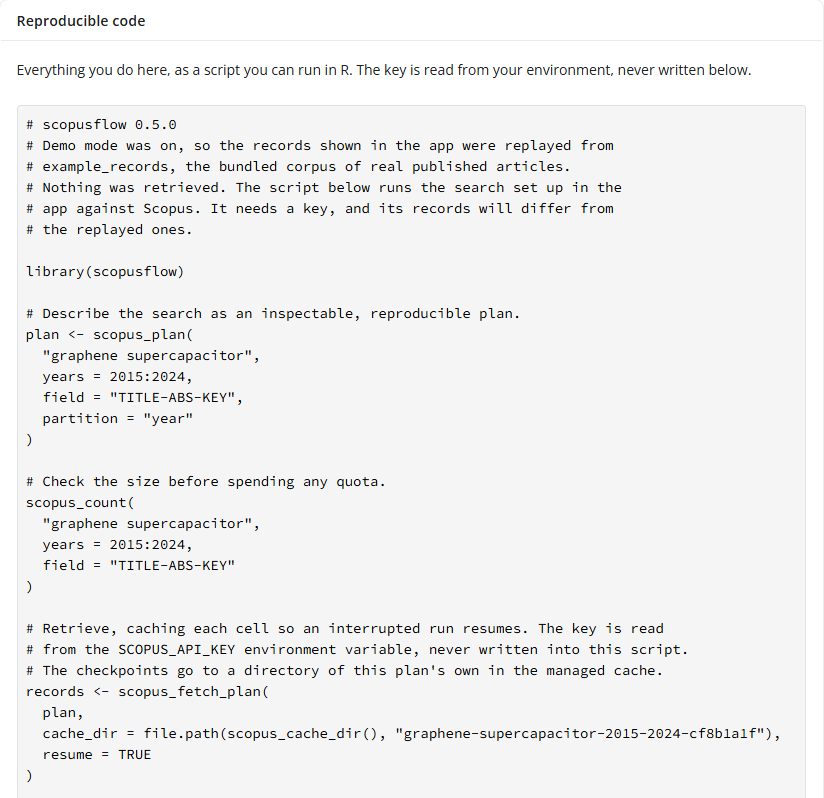 Reproducible code
Everything you do here, as a script you can run in R. The key is read from your environment, never written below.
# scopusflow 0.5.0
# Demo mode was on, so the records shown in the app were replayed from
# example_records, the bundled corpus of real published articles.
# Nothing was retrieved. The script below runs the search set up in the
# app against Scopus. It needs a key, and its records will differ from
# the replayed ones.
library(scopusflow)
# Describe the search as an inspectable, reproducible plan.
plan <- scopus_plan(
  "graphene supercapacitor",
  years = 2015:2024,
  field = "TITLE-ABS-KEY",
  partition = "year"
)
# Check the size before spending any quota.
scopus_count(
  "graphene supercapacitor",
  years = 2015:2024,
  field = "TITLE-ABS-KEY"
)
# Retrieve, caching each cell so an interrupted run resumes. The key is read
# from the SCOPUS_API_KEY environment variable, never written into this script.
# The checkpoints go to a directory of this plan's own in the managed cache.
records <- scopus_fetch_plan(
  plan,
  cache_dir = file.path(scopus_cache_dir(), "graphene-supercapacitor-2015-2024-cf8b1a1f"),
  resume = TRUE
)